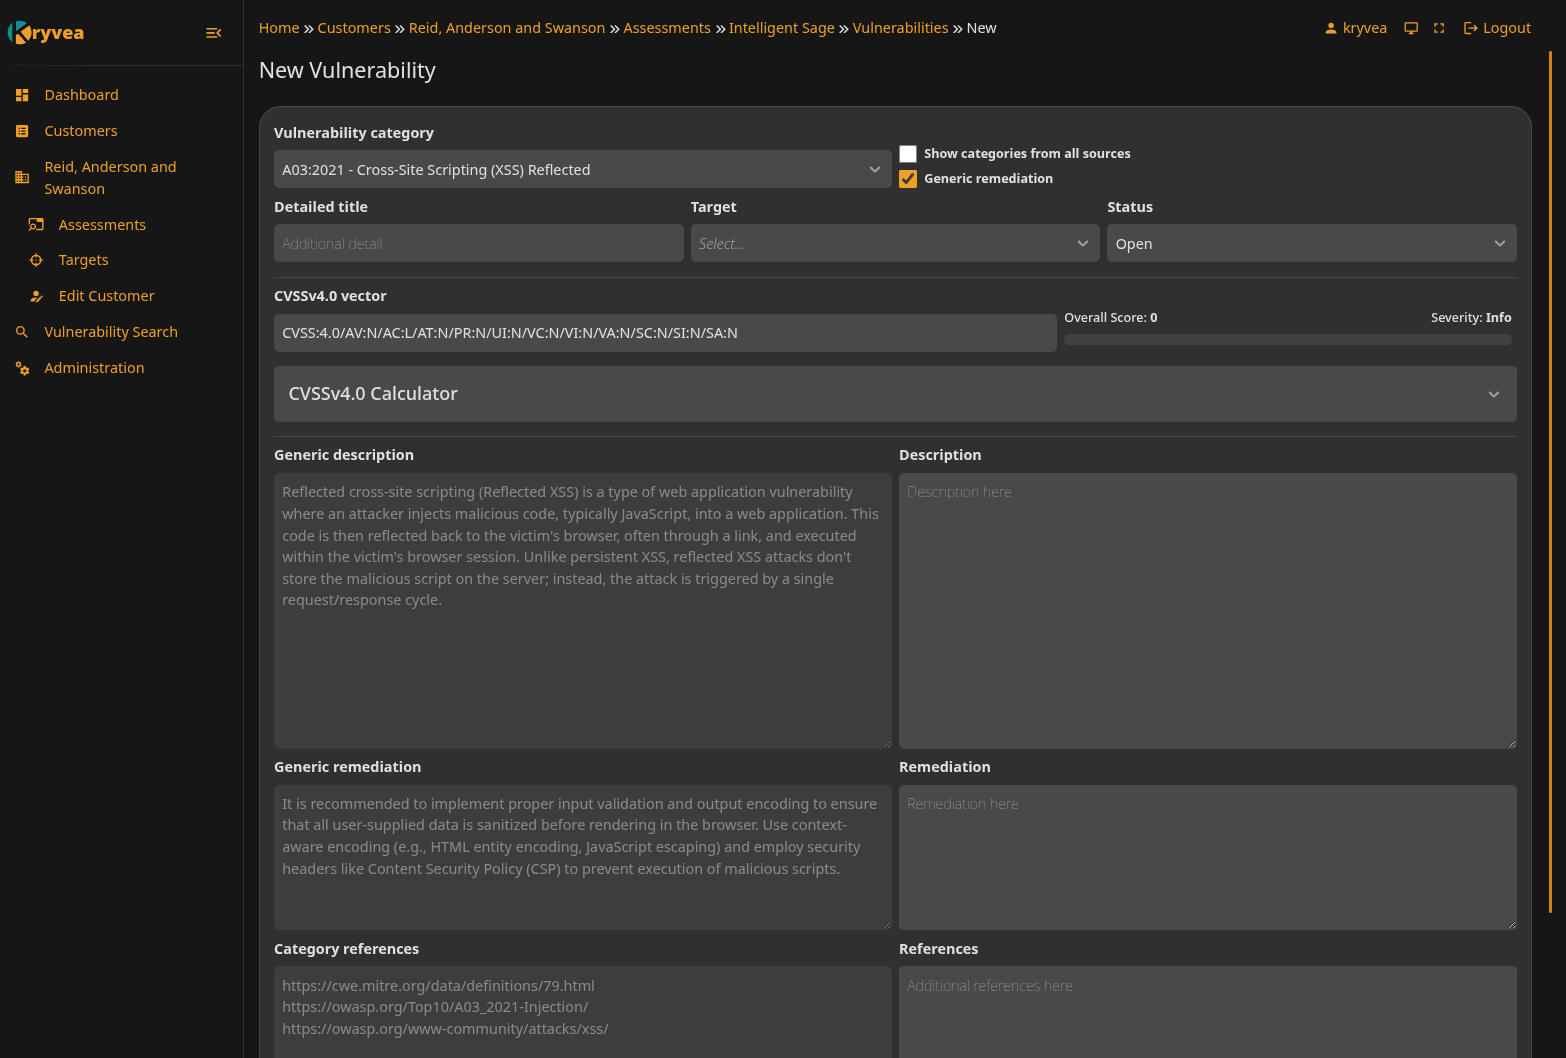 Kryvea
Home » Customers » Reid, Anderson and Swanson » Assessments » Intelligent Sage » Vulnerabilities » New
kryvea
Logout
Dashboard
Customers
Reid, Anderson and
Swanson
Assessments
Targets
Edit Customer
Vulnerability Search
Administration
New Vulnerability
Vulnerability category
A03:2021 - Cross-Site Scripting (XSS) Reflected
Show categories from all sources
Generic remediation
Detailed title
Target
Status
Additional detail
Select...
Open
CVSSv4.0 vector
CVSS:4.0/AV:N/AC:L/AT:N/PR:N/UI:N/VC:N/VI:N/VA:N/SC:N/SI:N/SA:N
Overall Score: 0
Severity: Info
CVSSv4.0 Calculator
Generic description
Reflected cross-site scripting (Reflected XSS) is a type of web application vulnerability
where an attacker injects malicious code, typically JavaScript, into a web application. This
code is then reflected back to the victim's browser, often through a link, and executed
within the victim's browser session. Unlike persistent XSS, reflected XSS attacks don't
store the malicious script on the server; instead, the attack is triggered by a single
request/response cycle.
Description
Description here
Generic remediation
It is recommended to implement proper input validation and output encoding to ensure
that all user-supplied data is sanitized before rendering in the browser. Use context-
aware encoding (e.g., HTML entity encoding, JavaScript escaping) and employ security
headers like Content Security Policy (CSP) to prevent execution of malicious scripts.
Remediation
Remediation here
Category references
https://cwe.mitre.org/data/definitions/79.html
https://owasp.org/Top10/A03_2021-Injection/
https://owasp.org/www-community/attacks/xss/
References
Additional references here